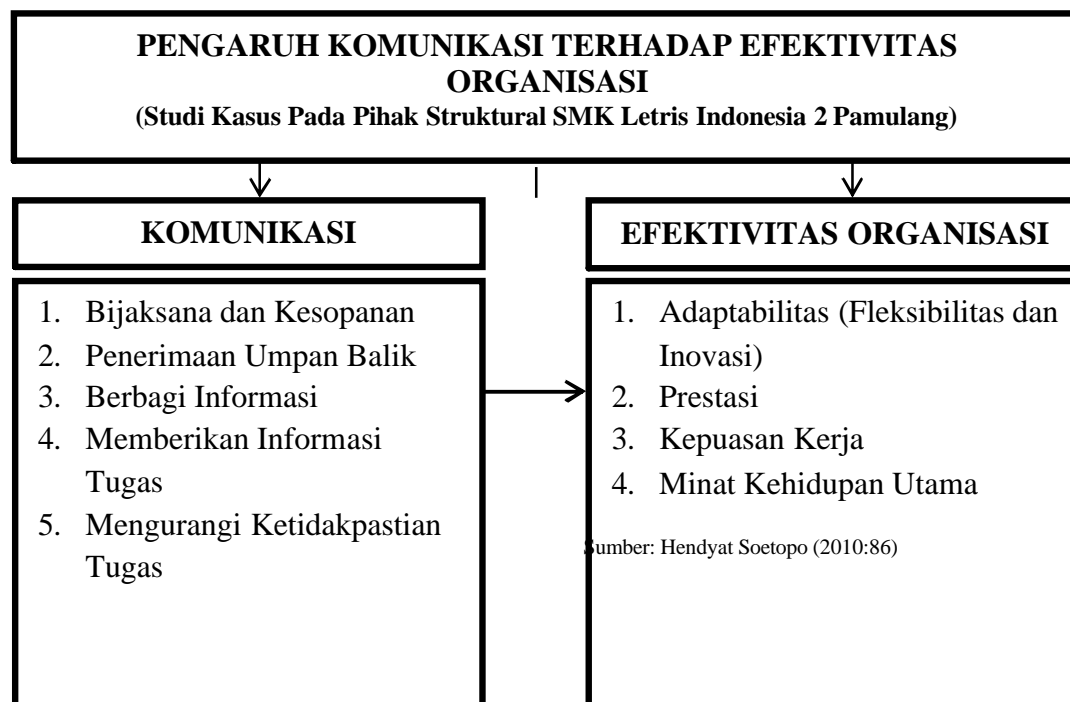 PENGARUH KOMUNIKASI TERHADAP EFEKTIVITAS
ORGANISASI
(Studi Kasus Pada Pihak Struktural SMK Letris Indonesia 2 Pamulang)
KOMUNIKASI
1. Bijaksana dan Kesopanan
2. Penerimaan Umpan Balik
3. Berbagi Informasi
4. Memberikan Informasi
Tugas
5. Mengurangi Ketidakpastian
Tugas
EFEKTIVITAS ORGANISASI
1. Adaptabilitas (Fleksibilitas dan
Inovasi)
2. Prestasi
3. Kepuasan Kerja
4. Minat Kehidupan Utama
Sumber: Hendyat Soetopo (2010:86)